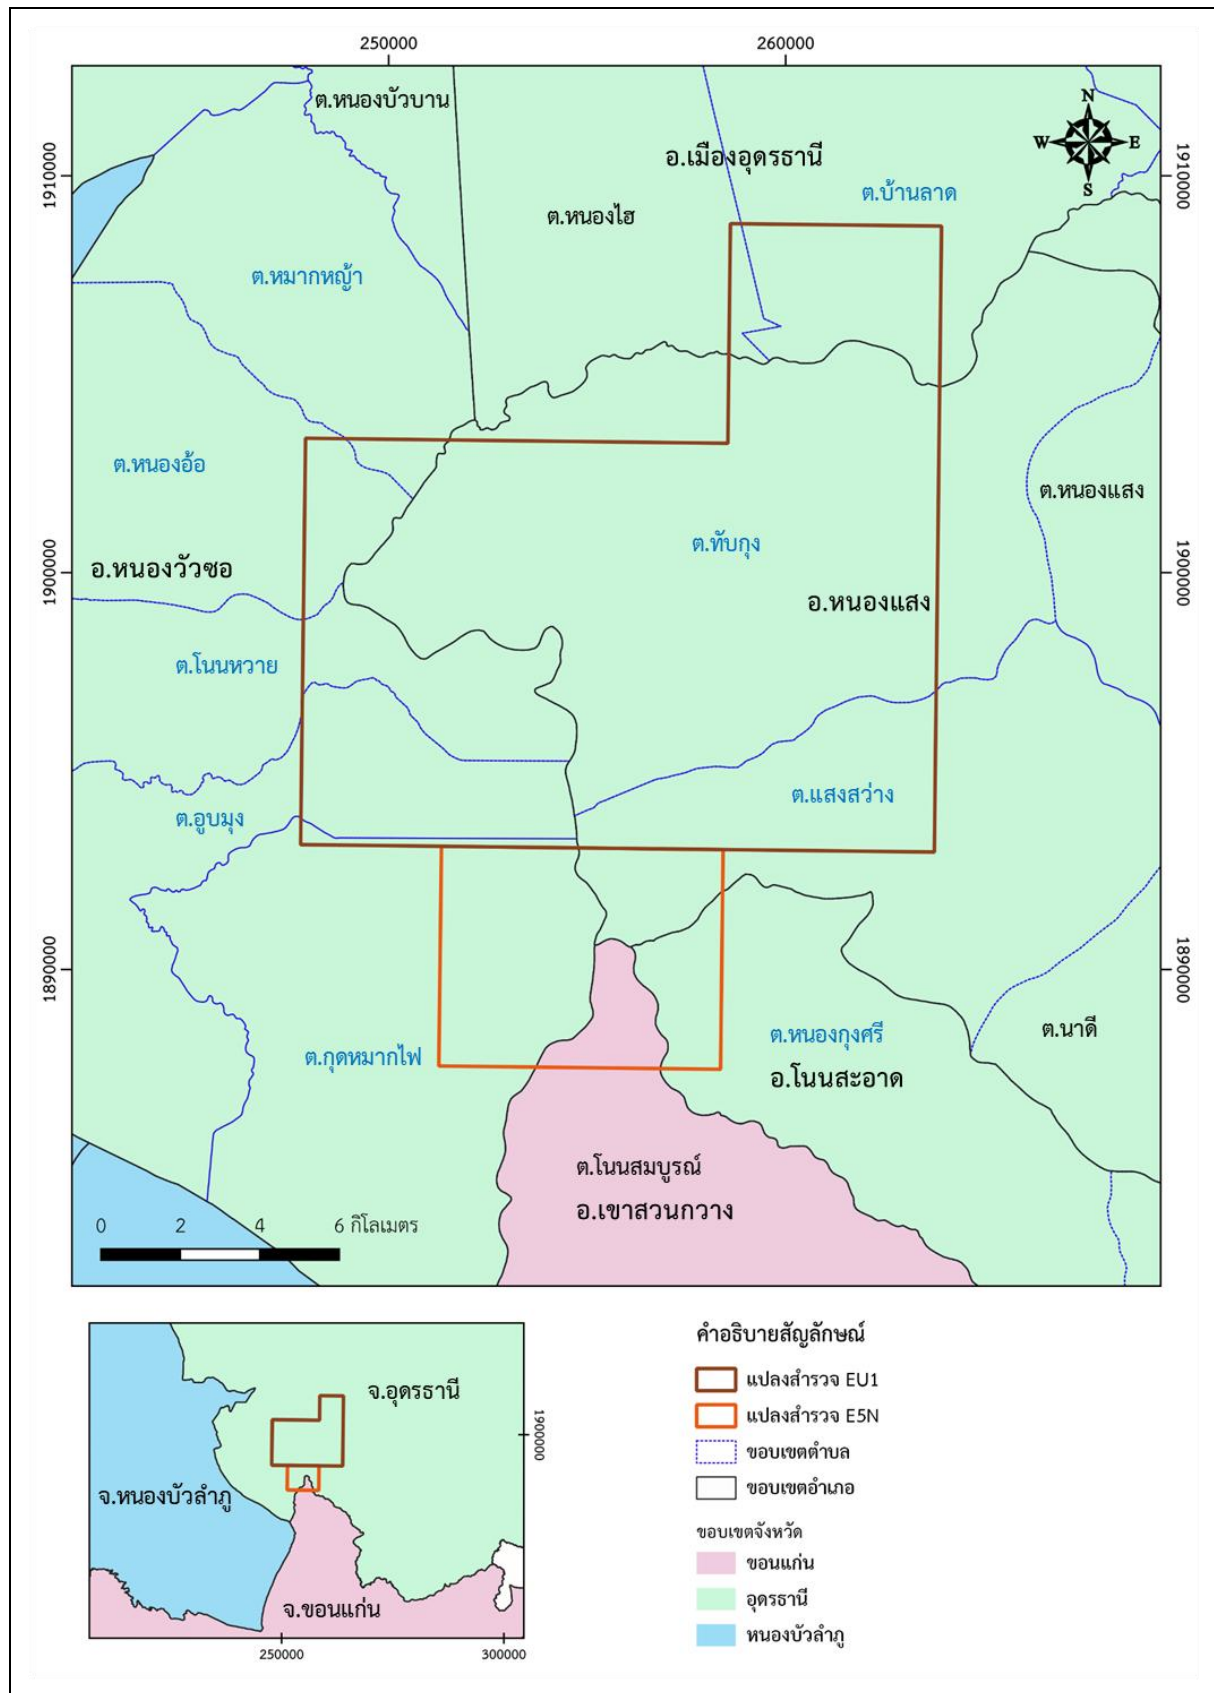 250000
260000
ต.หนองบัวบาน
N
W
E
S
อ.เมืองอุดรธานี
1910000
1910000
ต.บ้านลาด
ต.หนองไฮ
ต.หมากหญ้า
ต.หนองอ้อ
ต.หนองแสง
ต.ทับกุง
อ.หนองวัวซอ
1900000
1900000
อ.หนองแสง
ต.โนนหวาย
ต.แสงสว่าง
ต.อูบมุง
1890000
1890000
ต.นาดี
ต.หนองกุงศรี
ต.กุดหมากไฟ
อ.โนนสะอาด
ต.โนนสมบูรณ์
อ.เขาสวนกวาง
0 2 4 6 กิโลเมตร
จ.อุดรธานี
1900000
จ.หนองบัวลำภู
จ.ขอนแก่น
250000
300000
คำอธิบายสัญลักษณ์
แปลงสำรวจ EU1
แปลงสำรวจ E5N
ขอบเขตตำบล
ขอบเขตอำเภอ
ขอบเขตจังหวัด
ขอนแก่น
อุดรธานี
หนองบัวลำภู